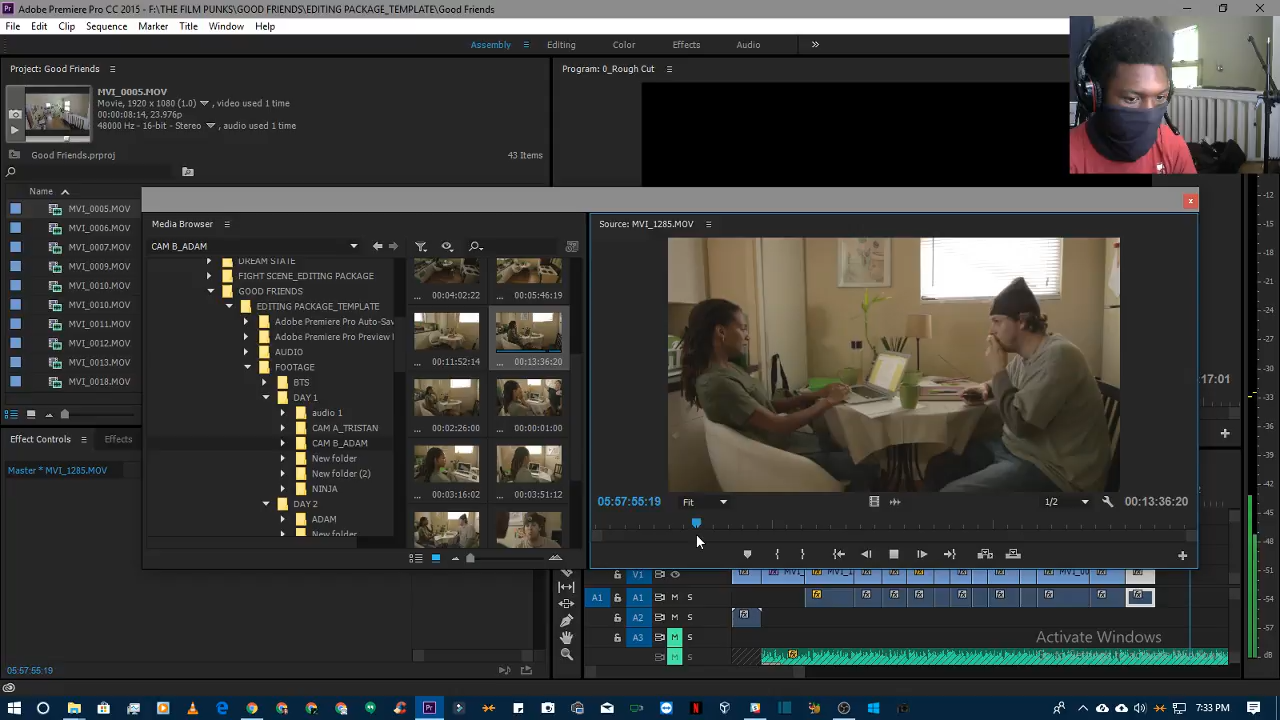 Adobe Premiere Pro CC 2015 - F:\THE FILM PUNKS\GOOD FRIENDS\EDITING PACKAGE_TEMPLATE\Good Friends
File Edit Clip Sequence Marker Title Window Help
Assembly Editing Color Effects Audio
Project: Good Friends
Program: 0_Rough Cut
MVI_0005.MOV
Movie, 1920 x 1080 (1.0) , video used 1 time
00:00:08:14, 23.976p
48000 Hz - 16-bit - Stereo , audio used 1 time
Good Friends.prproj
43 Items
Name
MVI_0005.MOV
MVI_0006.MOV
MVI_0007.MOV
MVI_0009.MOV
MVI_0010.MOV
MVI_0010.MOV
MVI_0011.MOV
MVI_0012.MOV
MVI_0013.MOV
MVI_0018.MOV
Media Browser
CAM B_ADAM
DREAM STATE
FIGHT SCENE_EDITING PACKAGE
GOOD FRIENDS
EDITING PACKAGE_TEMPLATE
Adobe Premiere Pro Auto-Sav
Adobe Premiere Pro Preview
AUDIO
FOOTAGE
BTS
DAY 1
audio 1
CAM A_TRISTAN
CAM B_ADAM
New folder
New folder (2)
NINJA
DAY 2
ADAM
New folder
... 00:04:02:22 ... 00:05:46:19
... 00:11:52:14 ... 00:13:36:20
... 00:02:26:00 ... 00:00:01:00
... 00:03:16:02 ... 00:03:51:12
Source: MVI_1285.MOV
05:57:55:19 Fit 1/2 00:13:36:20
-12
-15
-18
-21
-24
-27
-57
dB
17:01
Effect Controls Effects
Master * MVI_1285.MOV
05:57:55:19
V1
A1 A1 M S
A2 M S
A3 M S
M S
Activate Windows
7:33 PM